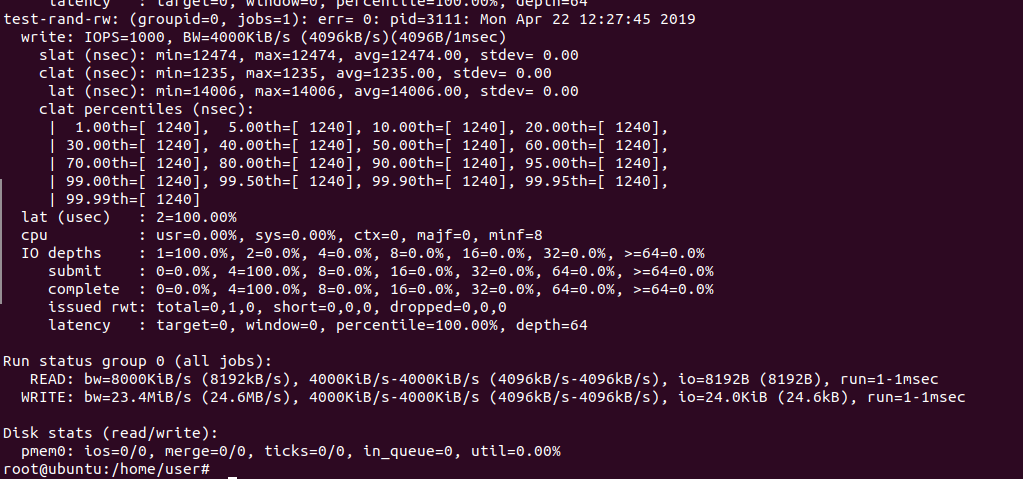 latency   : target=0, window=0, percentile=100.00%, depth=64
test-rand-rw: (groupid=0, jobs=1): err= 0: pid=3111: Mon Apr 22 12:27:45 2019
  write: IOPS=1000, BW=4000KiB/s (4096kB/s)(4096B/1msec)
    slat (nsec): min=12474, max=12474, avg=12474.00, stdev= 0.00
    clat (nsec): min=1235, max=1235, avg=1235.00, stdev= 0.00
     lat (nsec): min=14006, max=14006, avg=14006.00, stdev= 0.00
    clat percentiles (nsec):
     |  1.00th=[ 1240],  5.00th=[ 1240], 10.00th=[ 1240], 20.00th=[ 1240],
     | 30.00th=[ 1240], 40.00th=[ 1240], 50.00th=[ 1240], 60.00th=[ 1240],
     | 70.00th=[ 1240], 80.00th=[ 1240], 90.00th=[ 1240], 95.00th=[ 1240],
     | 99.00th=[ 1240], 99.50th=[ 1240], 99.90th=[ 1240], 99.95th=[ 1240],
     | 99.99th=[ 1240]
  lat (usec)   : 2=100.00%
  cpu          : usr=0.00%, sys=0.00%, ctx=0, majf=0, minf=8
  IO depths    : 1=100.0%, 2=0.0%, 4=0.0%, 8=0.0%, 16=0.0%, 32=0.0%, >=64=0.0%
     submit    : 0=0.0%, 4=100.0%, 8=0.0%, 16=0.0%, 32=0.0%, 64=0.0%, >=64=0.0%
     complete  : 0=0.0%, 4=100.0%, 8=0.0%, 16=0.0%, 32=0.0%, 64=0.0%, >=64=0.0%
     issued rwt: total=0,1,0, short=0,0,0, dropped=0,0,0
     latency   : target=0, window=0, percentile=100.00%, depth=64
Run status group 0 (all jobs):
   READ: bw=8000KiB/s (8192kB/s), 4000KiB/s-4000KiB/s (4096kB/s-4096kB/s), io=8192B (8192B), run=1-1msec
  WRITE: bw=23.4MiB/s (24.6MB/s), 4000KiB/s-4000KiB/s (4096kB/s-4096kB/s), io=24.0KiB (24.6kB), run=1-1msec
Disk stats (read/write):
  pmem0: ios=0/0, merge=0/0, ticks=0/0, in_queue=0, util=0.00%
root@ubuntu:/home/user#